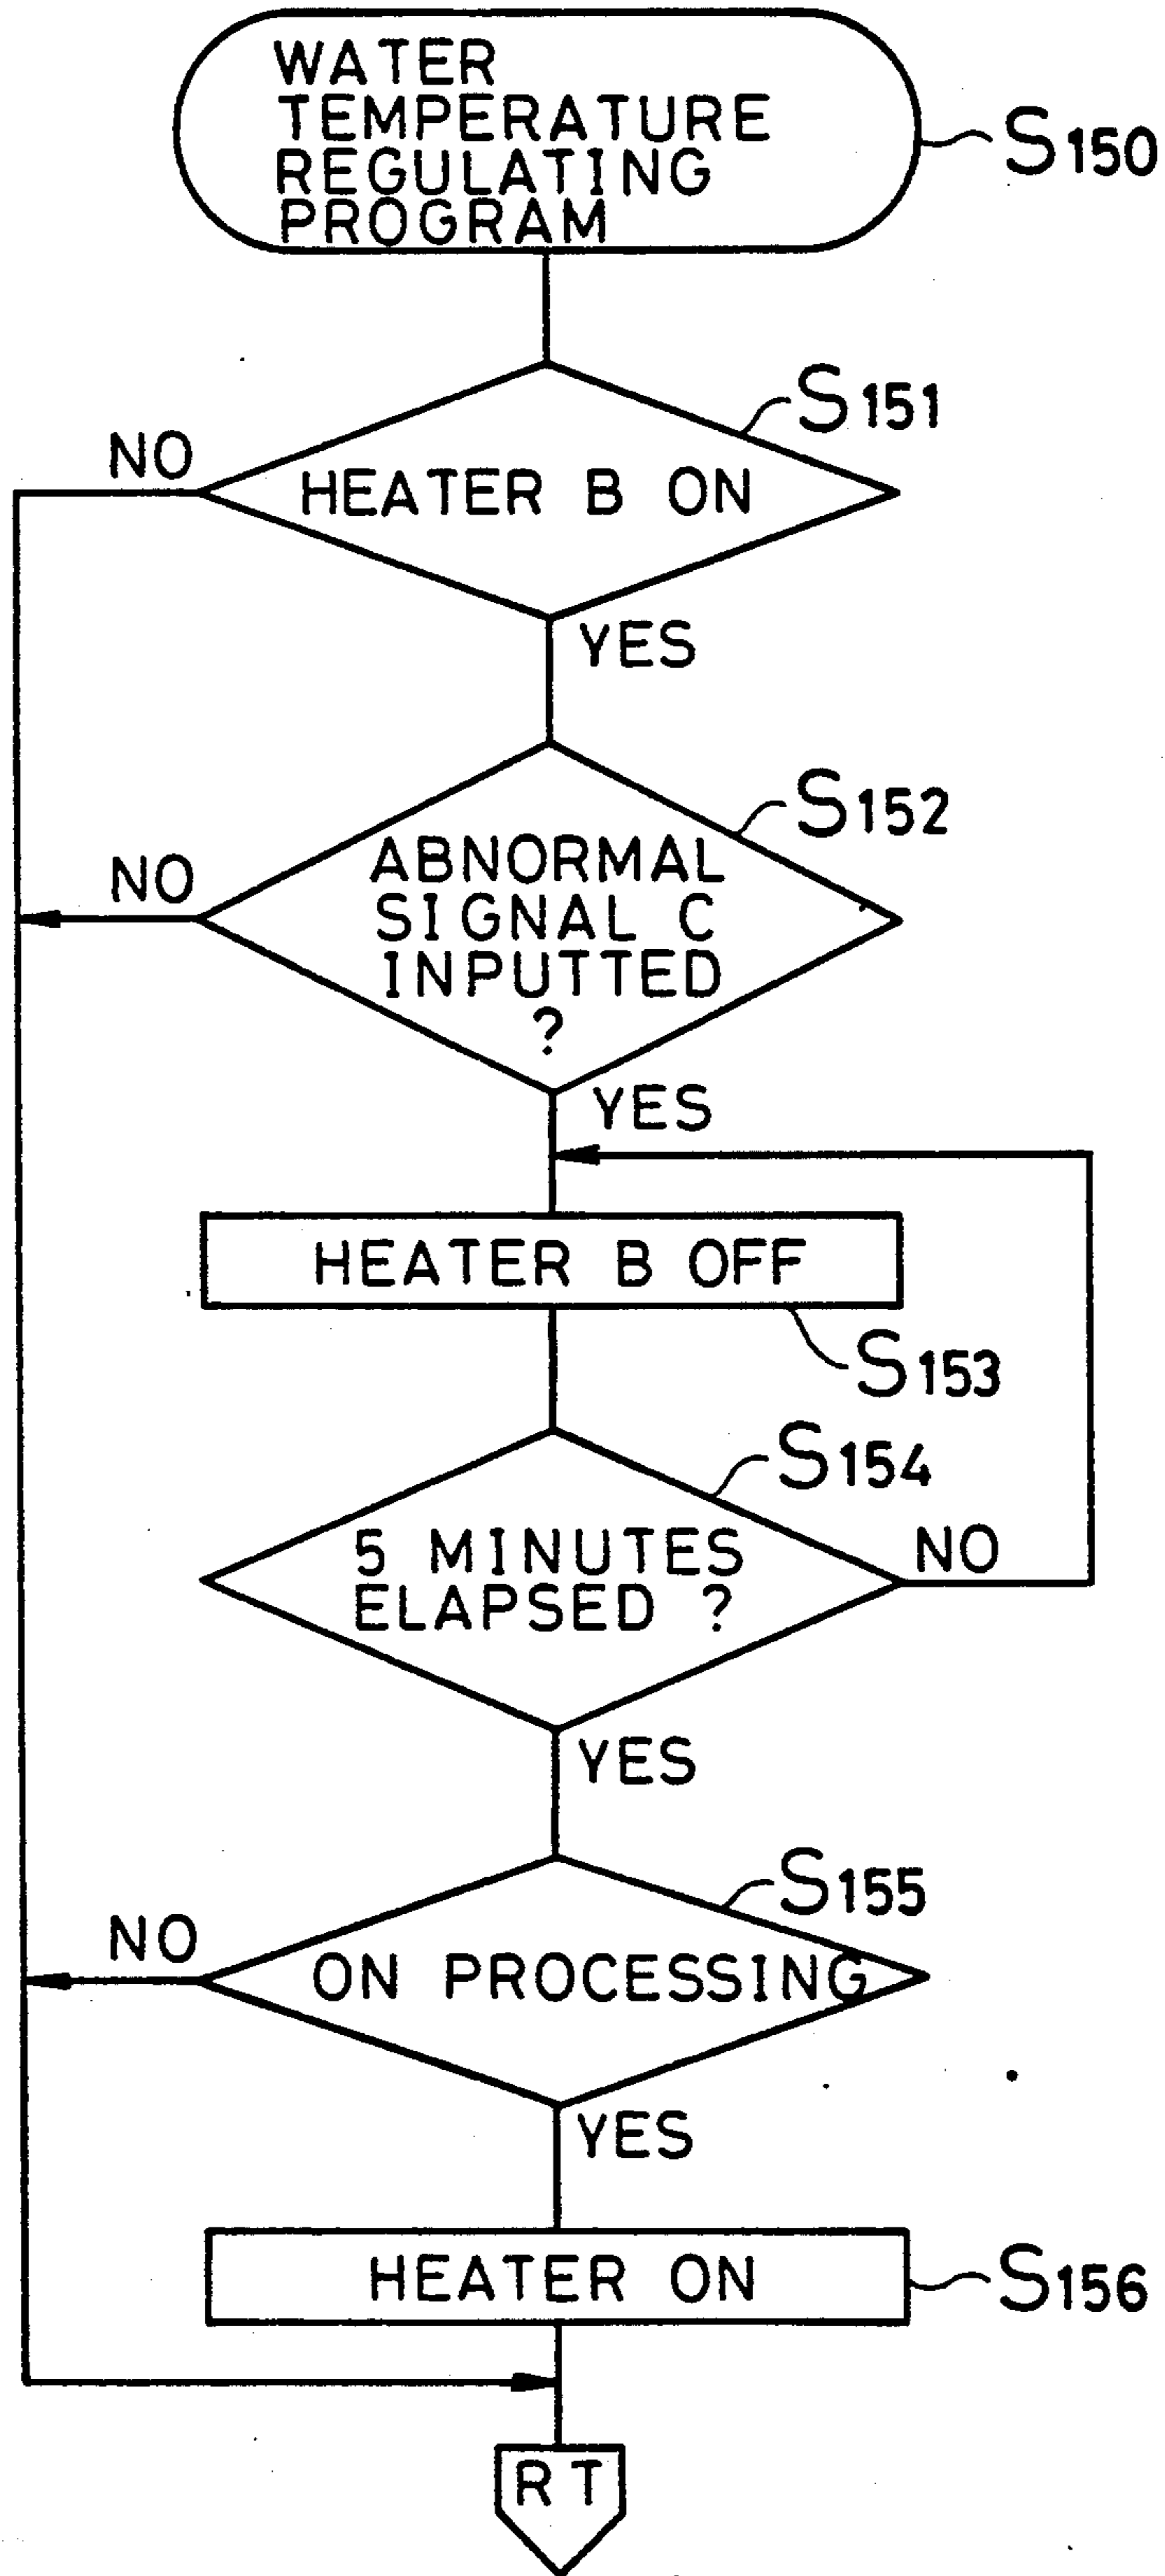 WATER
TEMPERATURE
REGULATING
PROGRAM
S150
S151
NO
HEATER B ON
YES
S152
NO
ABNORMAL
SIGNAL C
INPUTTED
?
YES
HEATER B OFF
S153
S154
5 MINUTES
ELAPSED ?
NO
YES
S155
NO
ON PROCESSING
YES
HEATER ON
S156
RT